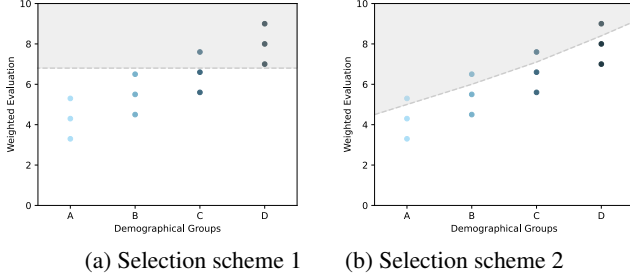 10
8
6
4
2
0
Weighted Evaluation
A B C D
Demographical Groups
(a) Selection scheme 1
10
8
6
4
2
0
Weighted Evaluation
A B C D
Demographical Groups
(b) Selection scheme 2